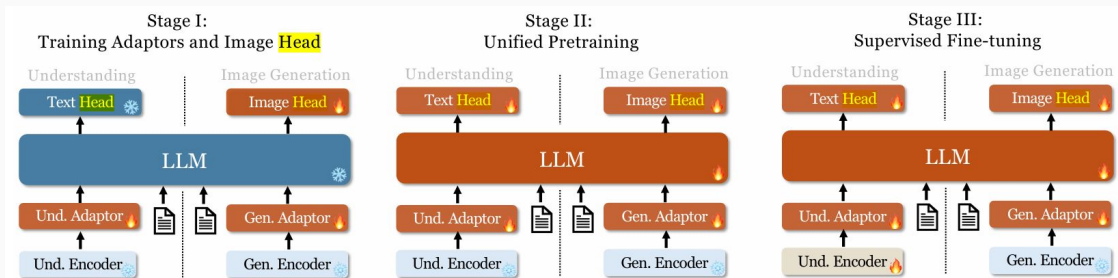 Stage I:
Training Adaptors and Image Head
Understanding
Image Generation
Text Head
Image Head
LLM
Und. Adaptor
Gen. Adaptor
Und. Encoder
Gen. Encoder
Stage II:
Unified Pretraining
Understanding
Image Generation
Text Head
Image Head
LLM
Und. Adaptor
Gen. Adaptor
Und. Encoder
Gen. Encoder
Stage III:
Supervised Fine-tuning
Understanding
Image Generation
Text Head
Image Head
LLM
Und. Adaptor
Gen. Adaptor
Und. Encoder
Gen. Encoder